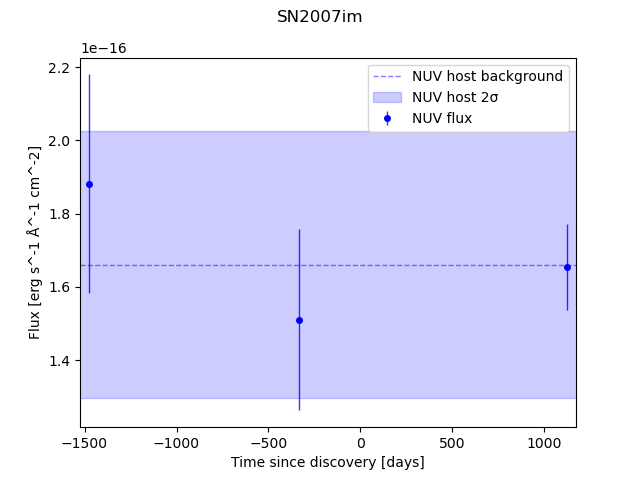 SN2007im
1e−16
NUV host background
NUV host 2σ
NUV flux
2.2
2.0
1.8
1.6
1.4
Flux [erg s^-1 Å^-1 cm^-2]
−1500
−1000
−500
0
500
1000
Time since discovery [days]